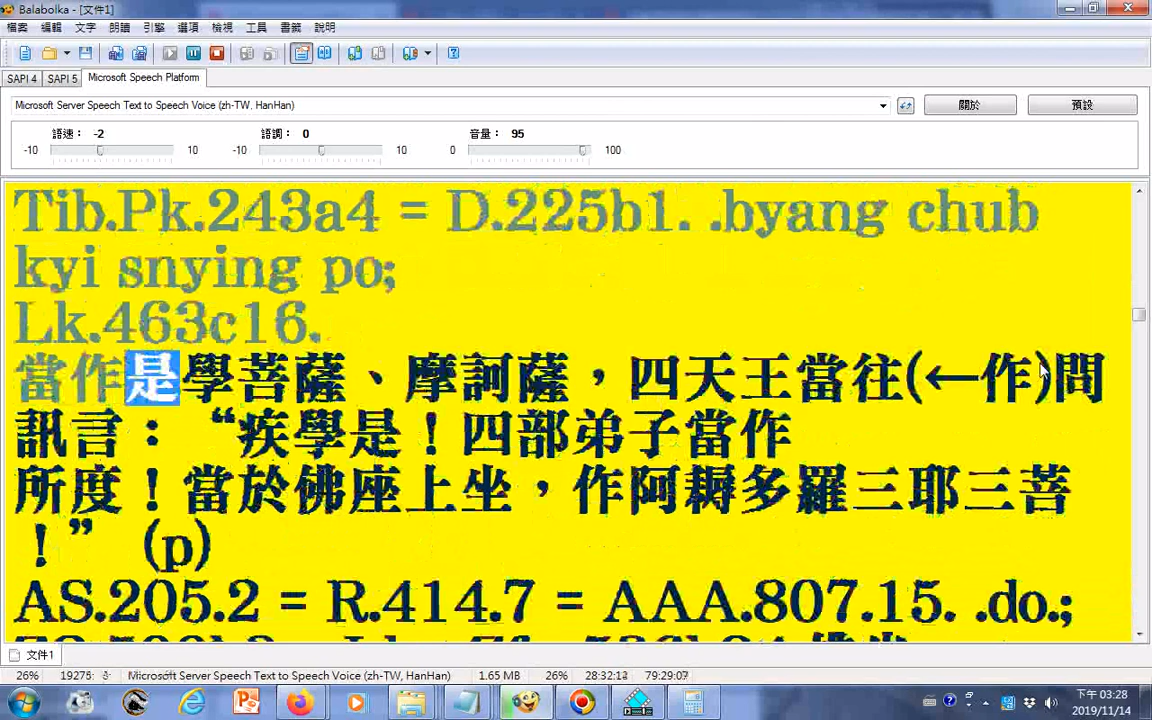 Balabolka - [文件1]
檔案 編輯 文字 朗讀 引擎 選項 檢視 工具 書籤 說明
SAPI 4 SAPI 5 Microsoft Speech Platform
Microsoft Server Speech Text to Speech Voice (zh-TW, HanHan) 關於 預設
語速： -2 語調： 0 音量： 95
-10 10 -10 10 0 100
Tib.Pk.243a4 = D.225b1. .byang chub
kyi snying po;
Lk.463c16.
當作是學菩薩、摩訶薩，四天王當往(←作)問
訊言：“疾學是！四部弟子當作
所度！當於佛座上坐，作阿耨多羅三耶三菩
！” (p)
AS.205.2 = R.414.7 = AAA.807.15. .do.;
文件1
26% Microsoft Server Speech Text to Speech Voice (zh-TW, HanHan) 1.65 MB 26% 28:32:12 79:29:07
下午 03:28
2019/11/14